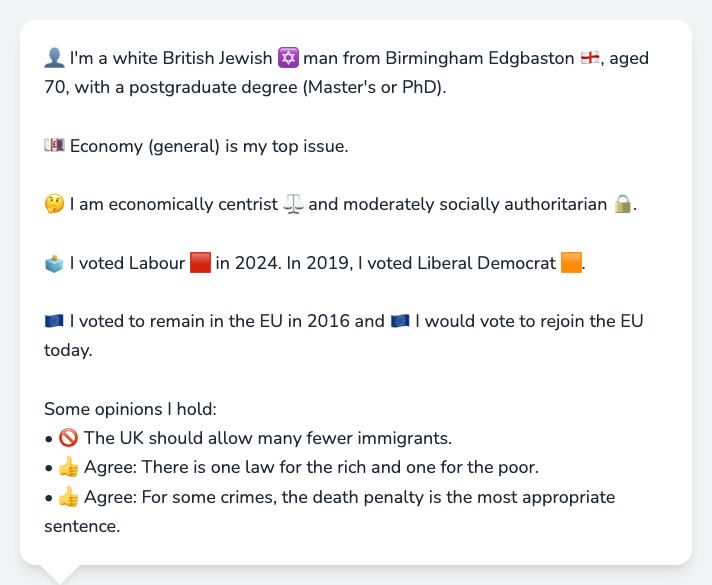 👤 I'm a white British Jewish ✡️ man from Birmingham Edgbaston 🏴󠁧󠁢󠁥󠁮󠁧󠁿, aged
70, with a postgraduate degree (Master's or PhD).
💷 Economy (general) is my top issue.
🤔 I am economically centrist ⚖️ and moderately socially authoritarian 🔒.
🗳️ I voted Labour 🟥 in 2024. In 2019, I voted Liberal Democrat 🟧.
🇪🇺 I voted to remain in the EU in 2016 and 🇪🇺 I would vote to rejoin the EU
today.
Some opinions I hold:
• 🚫 The UK should allow many fewer immigrants.
• 👍 Agree: There is one law for the rich and one for the poor.
• 👍 Agree: For some crimes, the death penalty is the most appropriate
sentence.